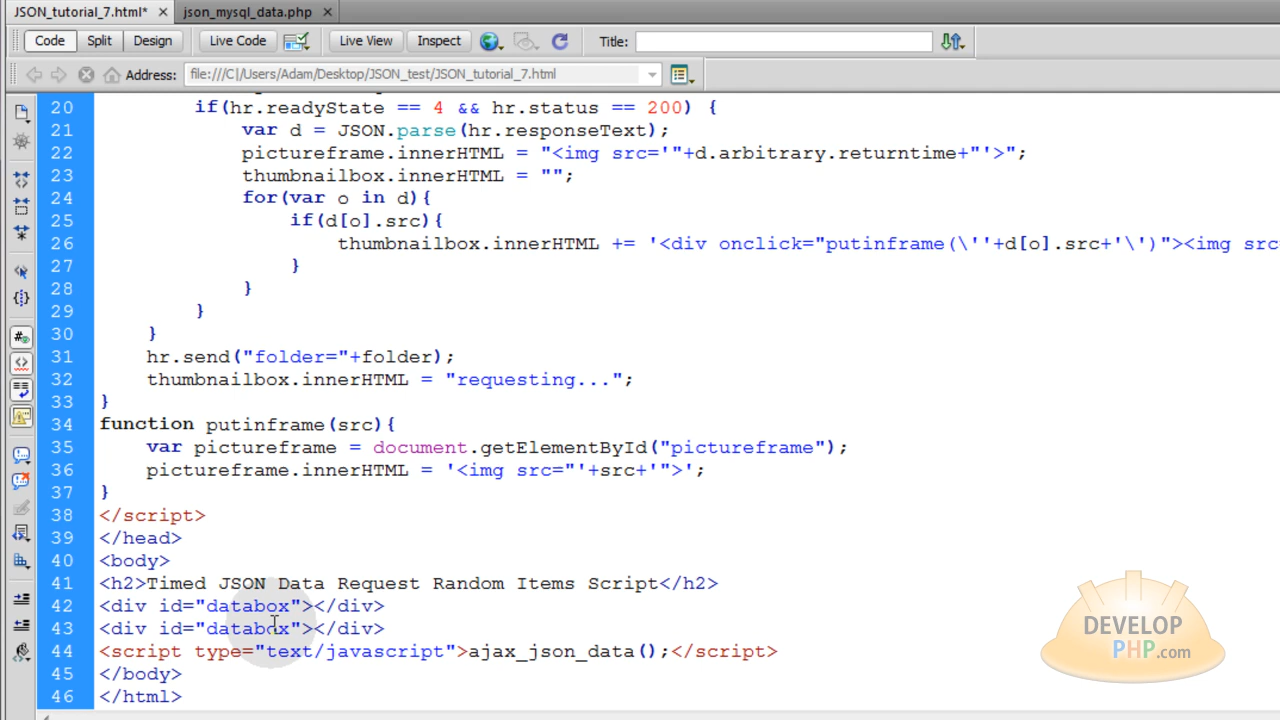 JSON_tutorial_7.html* × json_mysql_data.php ×
Code Split Design Live Code Live View Inspect Title:
Address: file:///C|/Users/Adam/Desktop/JSON_test/JSON_tutorial_7.html
20 if(hr.readyState == 4 && hr.status == 200) {
21 var d = JSON.parse(hr.responseText);
22 pictureframe.innerHTML = "<img src='"+d.arbitrary.returntime+"'>";
23 thumbnailbox.innerHTML = "";
24 for(var o in d){
25 if(d[o].src){
26 thumbnailbox.innerHTML += '<div onclick="putinframe(\''+d[o].src+'\')"><img src
27 }
28 }
29 }
30 }
31 hr.send("folder="+folder);
32 thumbnailbox.innerHTML = "requesting...";
33 }
34 function putinframe(src){
35 var pictureframe = document.getElementById("pictureframe");
36 pictureframe.innerHTML = '<img src="'+src+'">';
37 }
38 </script>
39 </head>
40 <body>
41 <h2>Timed JSON Data Request Random Items Script</h2>
42 <div id="databox"></div>
43 <div id="databox"></div>
44 <script type="text/javascript">ajax_json_data();</script>
45 </body>
46 </html>
DEVELOP
PHP.com